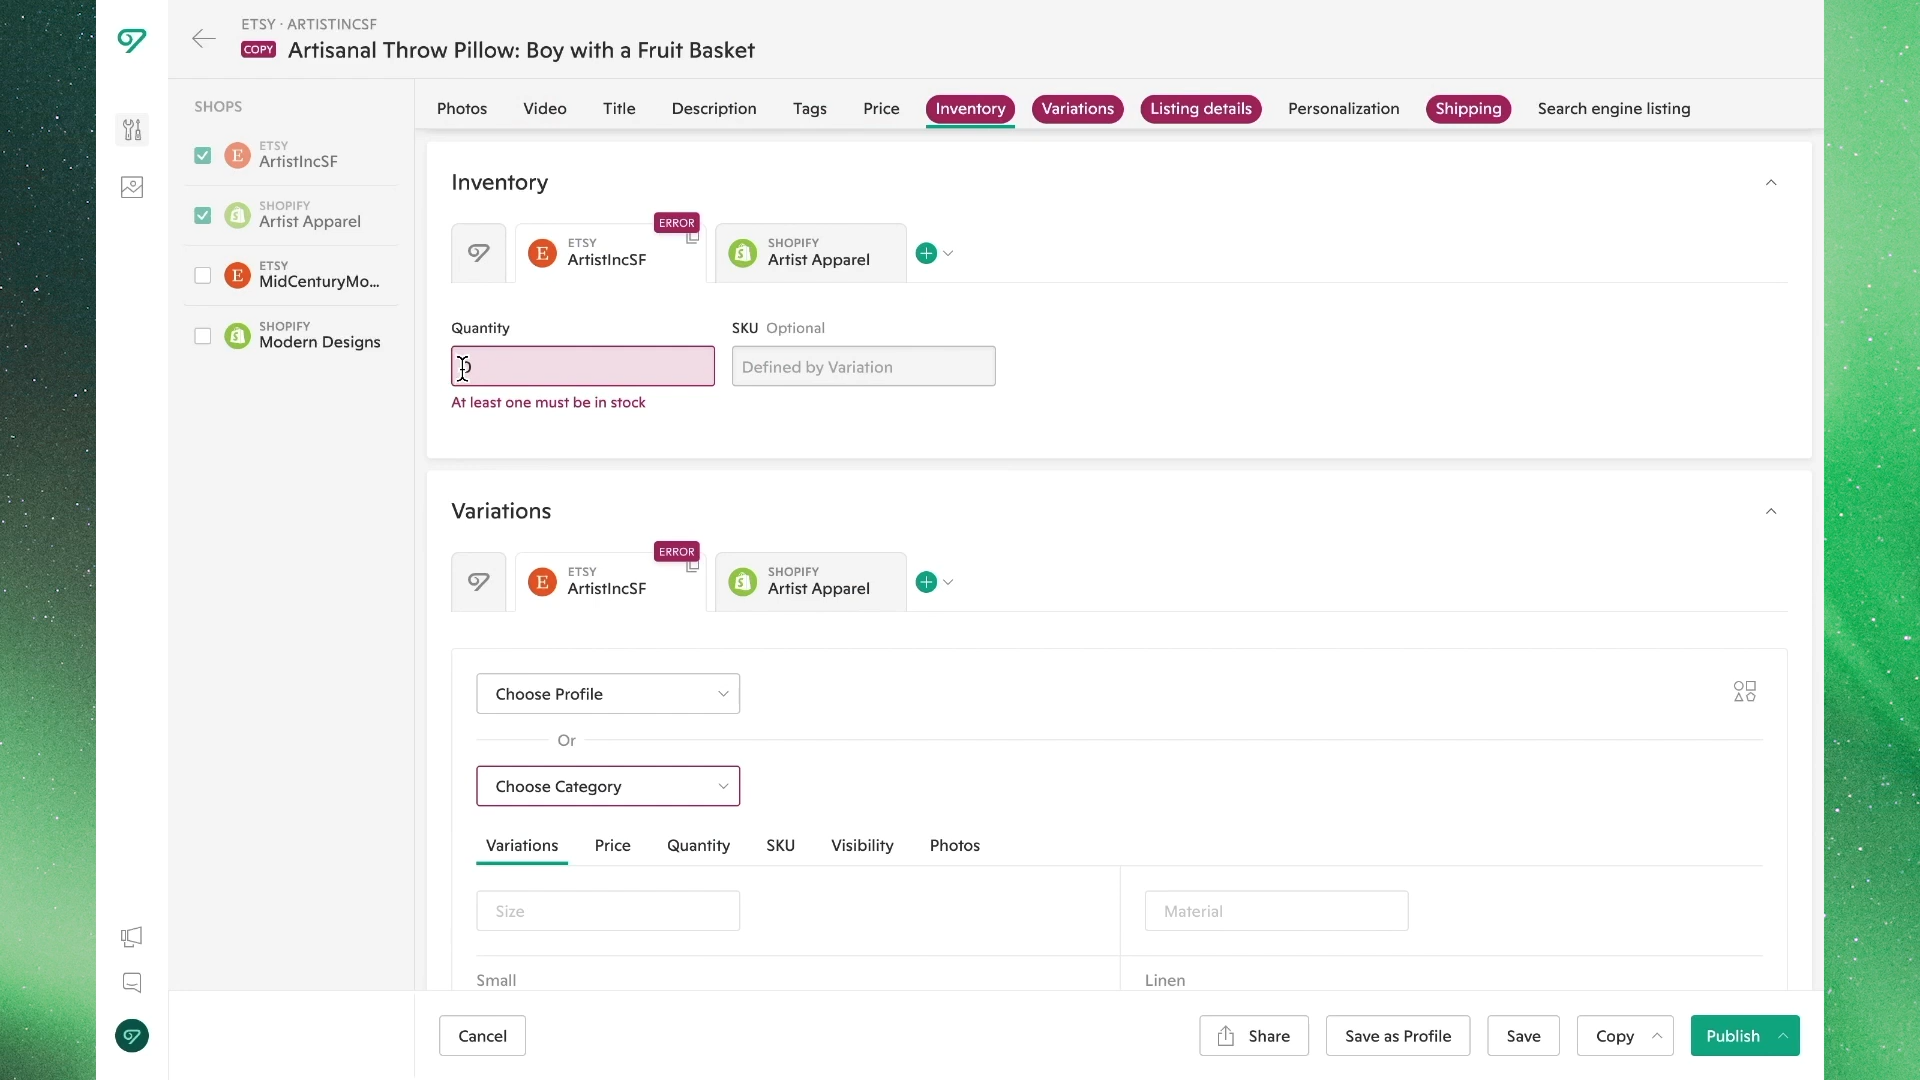 ETSY · ARTISTINCSF
COPY Artisanal Throw Pillow: Boy with a Fruit Basket
SHOPS
ETSY
ArtistIncSF
SHOPIFY
Artist Apparel
ETSY
MidCenturyMo...
SHOPIFY
Modern Designs
Photos Video Title Description Tags Price Inventory Variations Listing details Personalization Shipping Search engine listing
Inventory
ERROR
ETSY
ArtistIncSF
SHOPIFY
Artist Apparel
Quantity
SKU Optional
Defined by Variation
At least one must be in stock
Variations
ERROR
ETSY
ArtistIncSF
SHOPIFY
Artist Apparel
Choose Profile
Or
Choose Category
Variations Price Quantity SKU Visibility Photos
Size
Material
Small
Linen
Cancel
Share
Save as Profile
Save
Copy
Publish